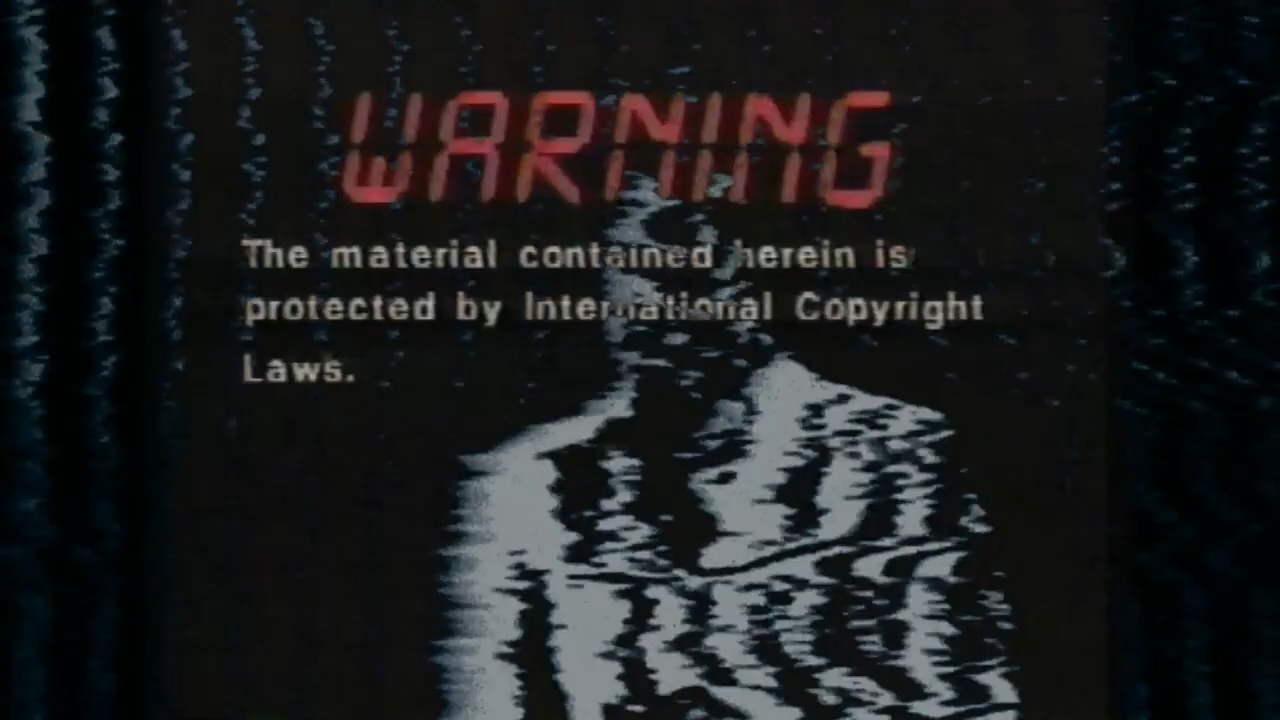 WARNING
The material contained herein is
protected by International Copyright
Laws.